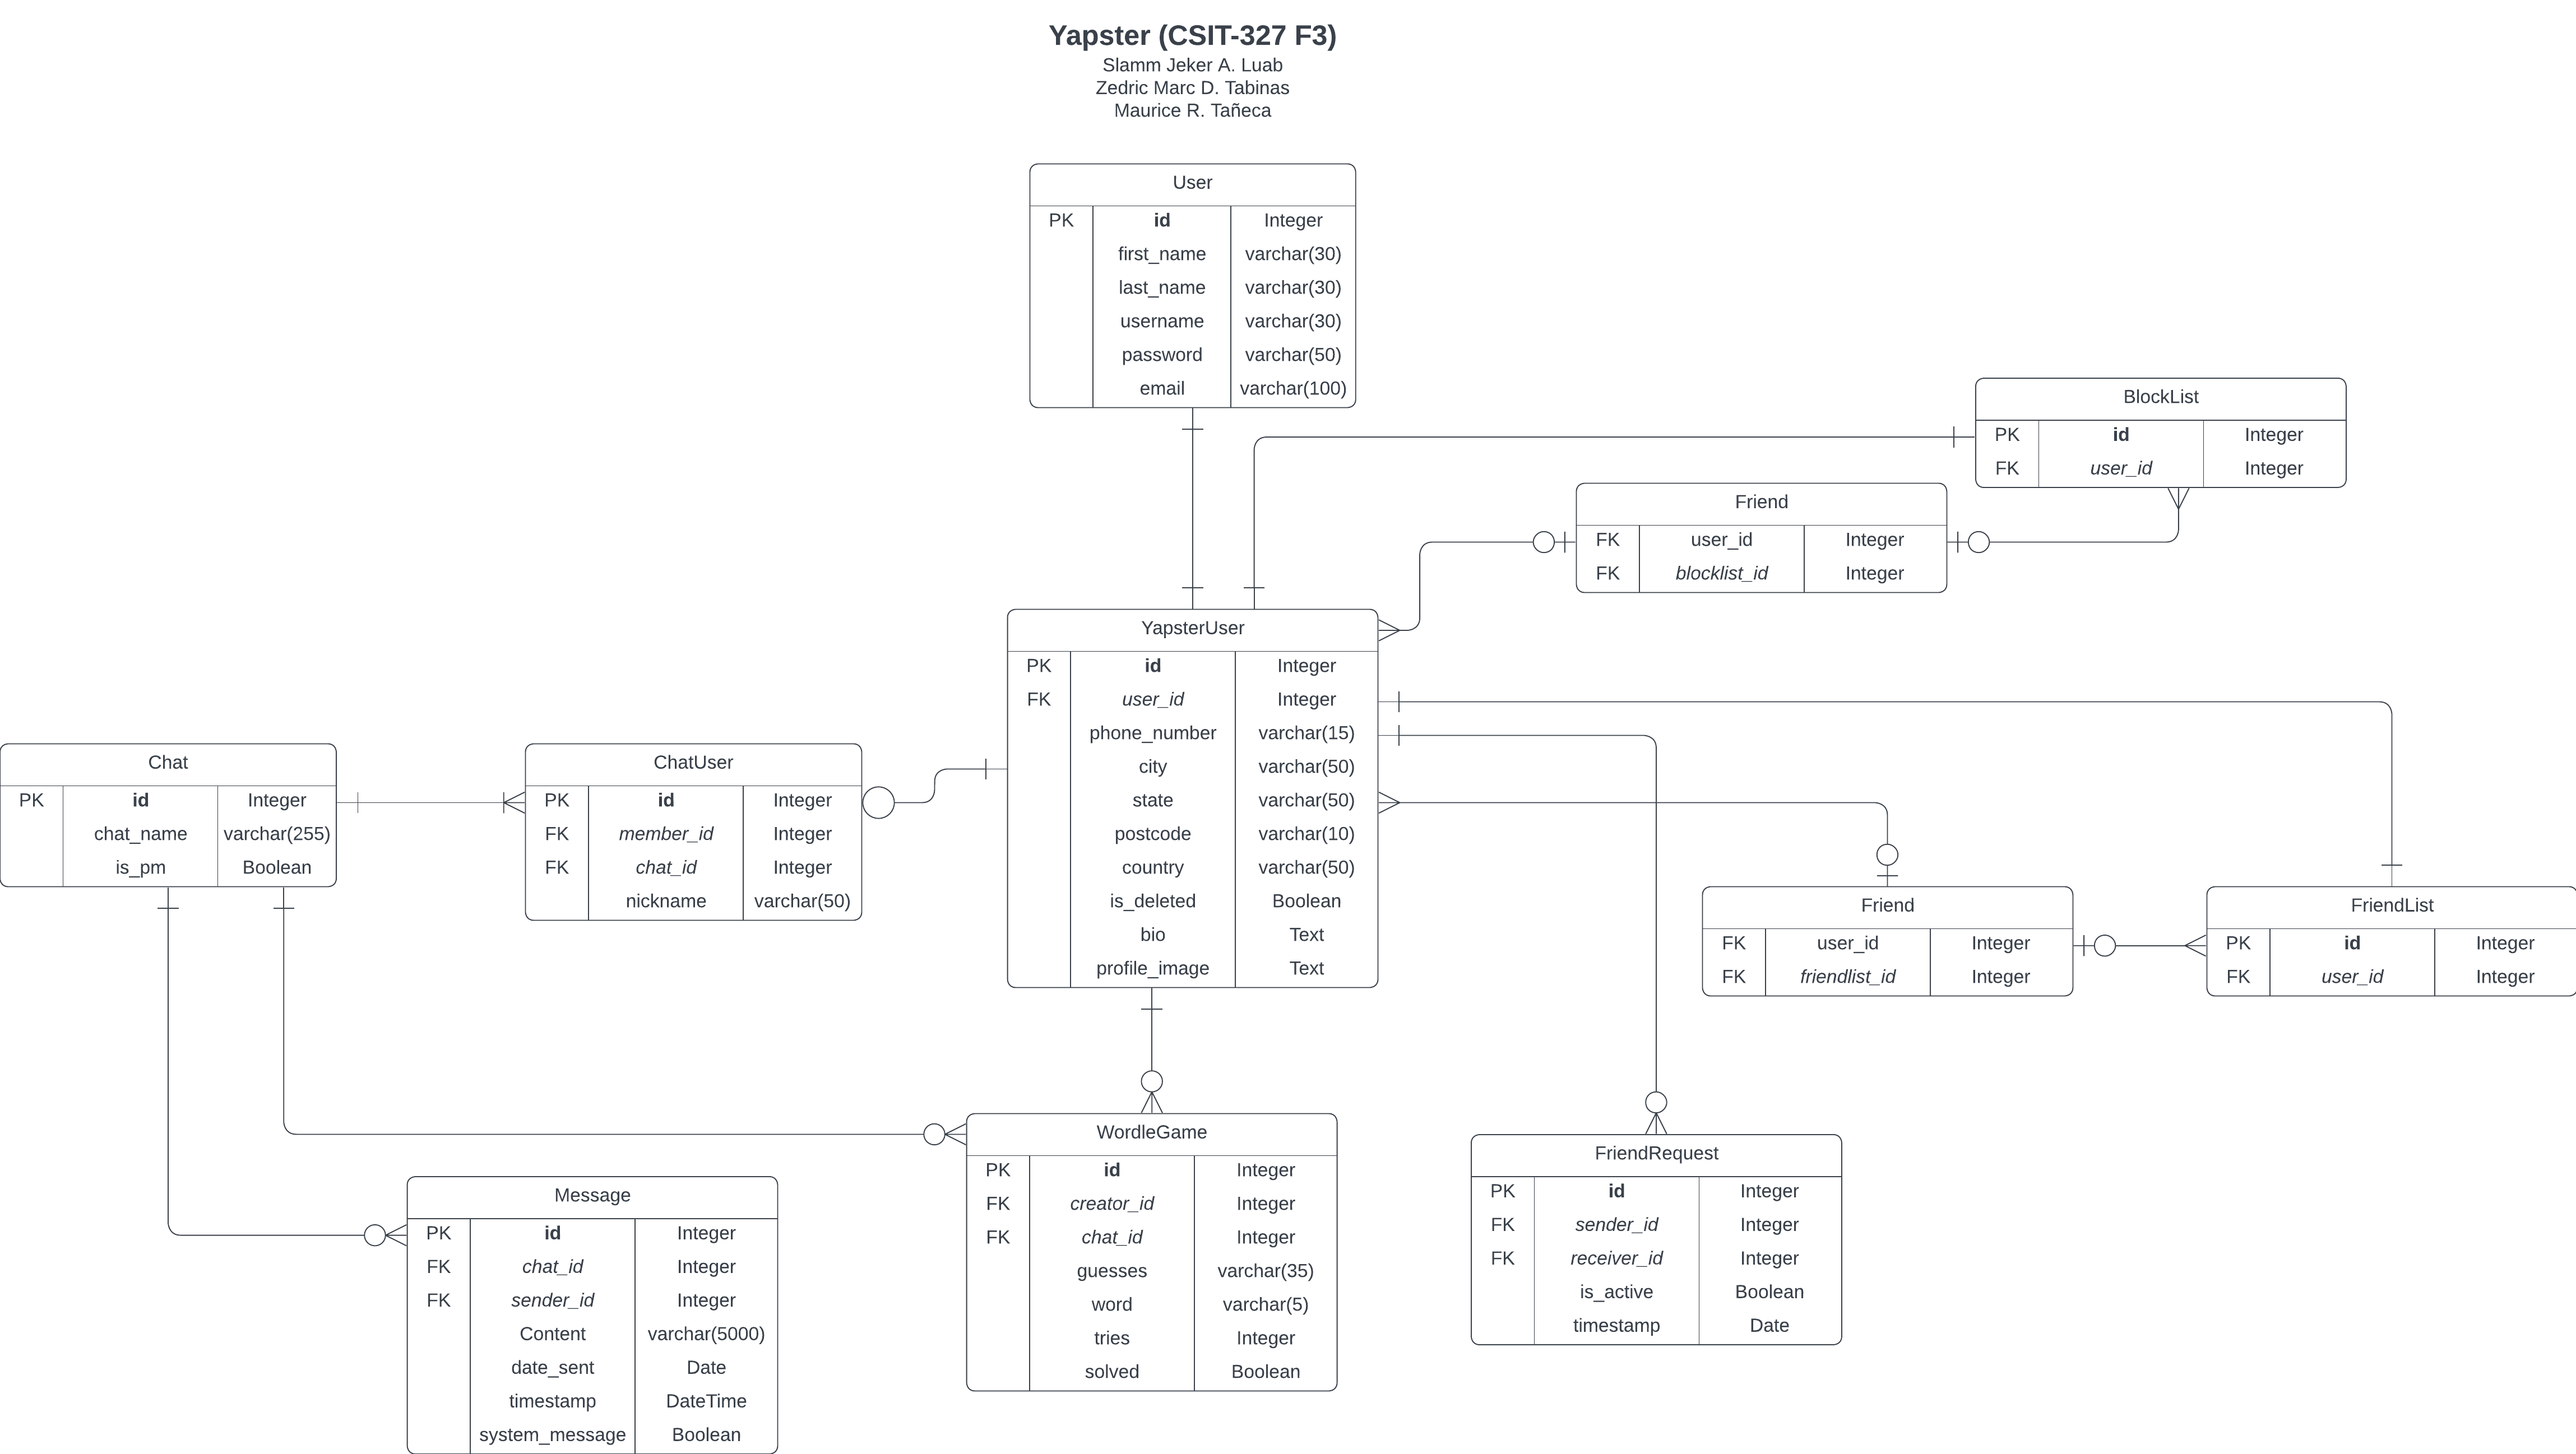 Yapster (CSIT-327 F3)
Slamm Jeker A. Luab
Zedric Marc D. Tabinas
Maurice R. Tañeca
User
PK id Integer
first_name varchar(30)
last_name varchar(30)
username varchar(30)
password varchar(50)
email varchar(100)
BlockList
PK id Integer
FK user_id Integer
Friend
FK user_id Integer
FK blocklist_id Integer
YapsterUser
PK id Integer
FK user_id Integer
phone_number varchar(15)
city varchar(50)
state varchar(50)
postcode varchar(10)
country varchar(50)
is_deleted Boolean
bio Text
profile_image Text
Chat
PK id Integer
chat_name varchar(255)
is_pm Boolean
ChatUser
PK id Integer
FK member_id Integer
FK chat_id Integer
nickname varchar(50)
Friend
FK user_id Integer
FK friendlist_id Integer
FriendList
PK id Integer
FK user_id Integer
WordleGame
PK id Integer
FK creator_id Integer
FK chat_id Integer
guesses varchar(35)
word varchar(5)
tries Integer
solved Boolean
FriendRequest
PK id Integer
FK sender_id Integer
FK receiver_id Integer
is_active Boolean
timestamp Date
Message
PK id Integer
FK chat_id Integer
FK sender_id Integer
Content varchar(5000)
date_sent Date
timestamp DateTime
system_message Boolean